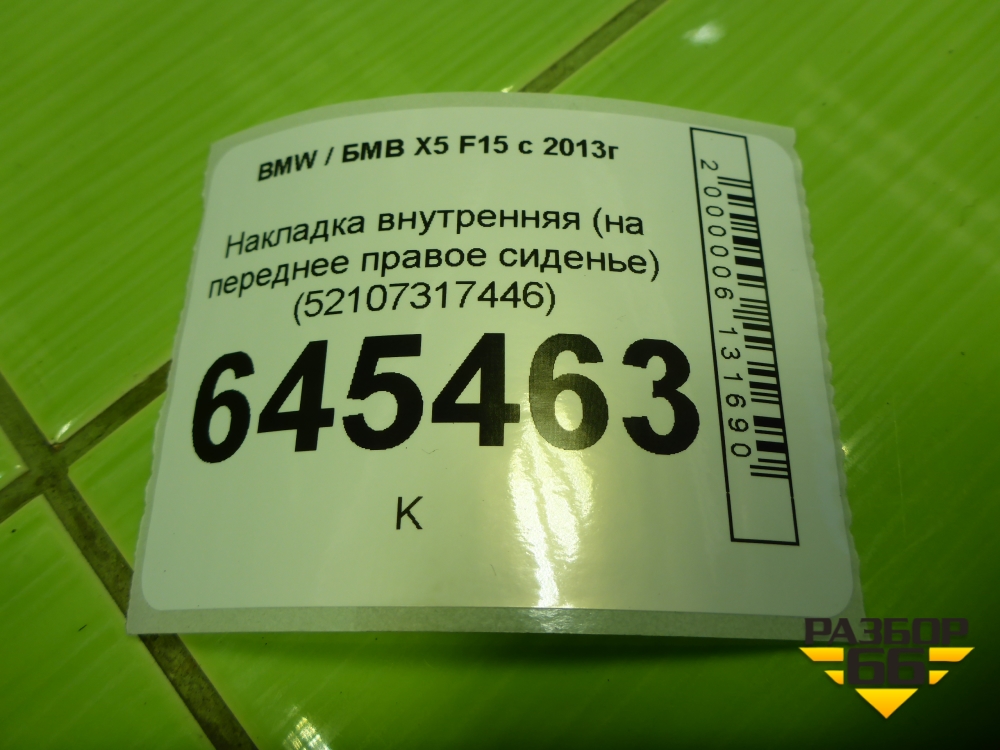 BMW / БМВ X5 F15 с 2013г
Накладка внутренняя (на
переднее правое сиденье)
(52107317446)
645463
К
2000006131690
РАЗБОР
66